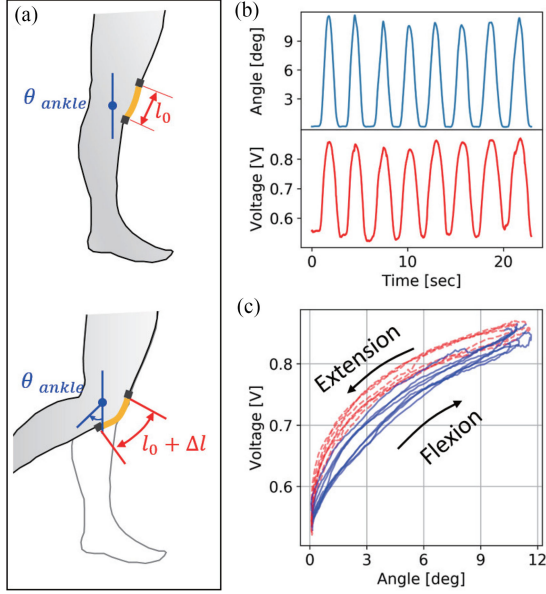 (a)
θ ankle
l₀
θ ankle
l₀ + Δl
(b)
Angle [deg]
9
6
3
Voltage [V]
0.8
0.7
0.6
0
10
20
Time [sec]
(c)
Voltage [V]
0.8
0.7
0.6
Extension
Flexion
0
3
6
9
12
Angle [deg]